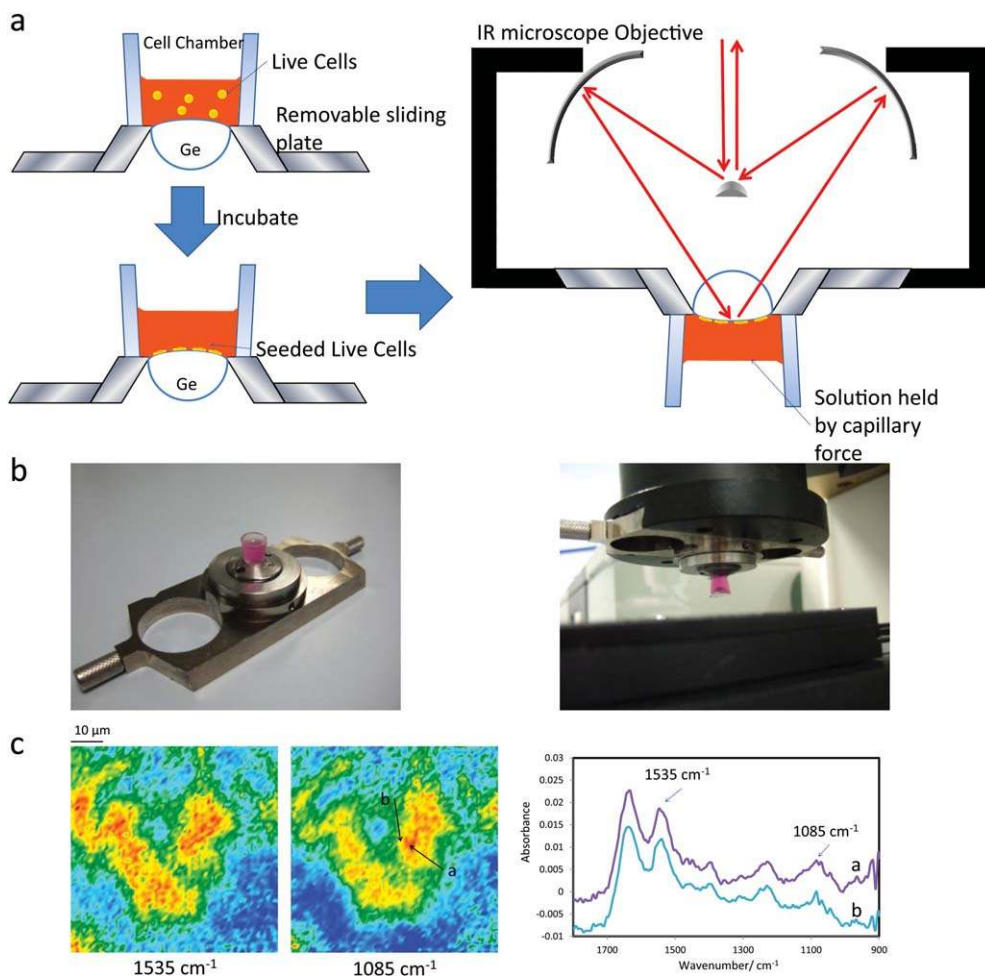 a
Cell Chamber
Live Cells
Removable sliding
plate
Ge
Incubate
Seeded Live Cells
Ge
IR microscope Objective
Solution held
by capillary
force
b
c
10 µm
b
a
1535 cm⁻¹
1085 cm⁻¹
0.03
0.025
0.02
0.015
0.01
0.005
0
-0.005
-0.01
Absorbance
1535 cm⁻¹
1085 cm⁻¹
a
b
1700
1500
1300
1100
900
Wavenumber/ cm⁻¹